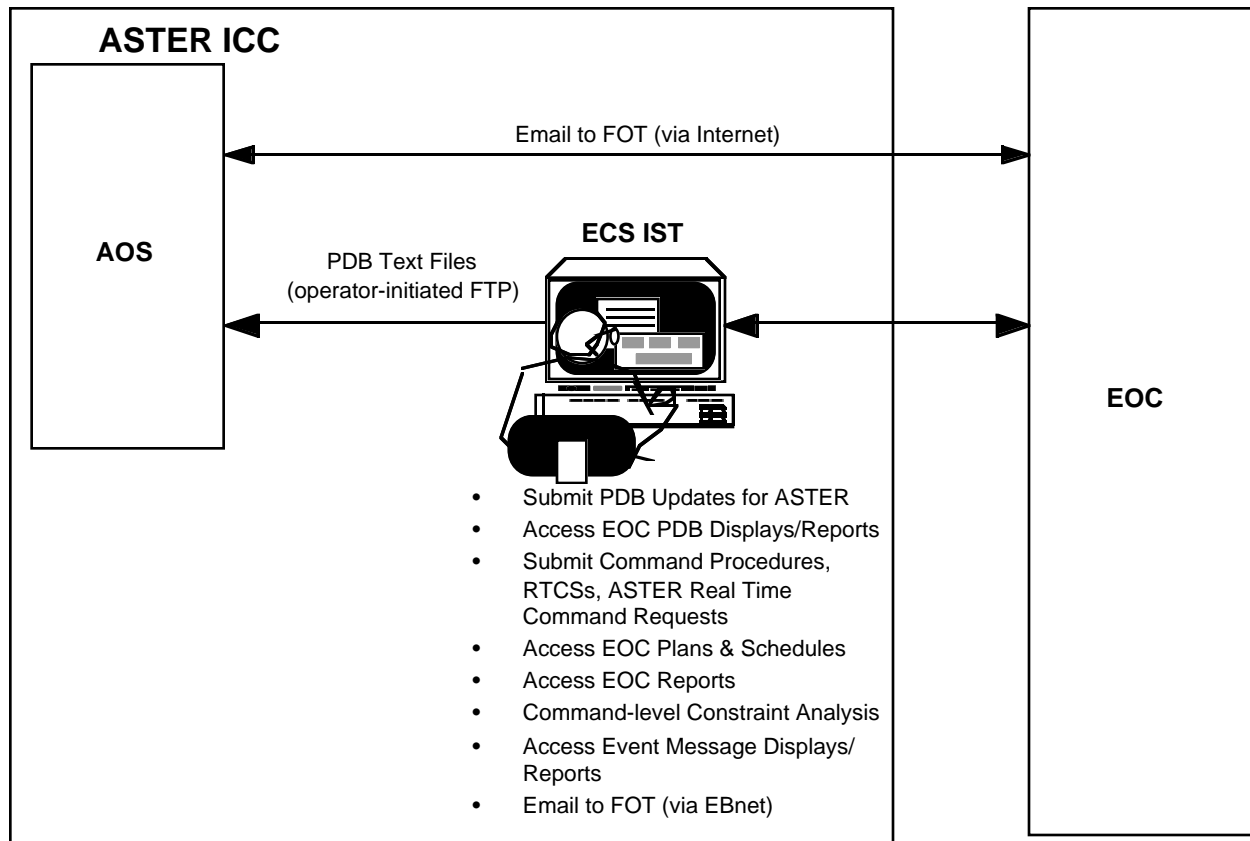 ASTER ICC
Email to FOT (via Internet)
AOS
ECS IST
PDB Text Files
(operator-initiated FTP)
EOC
• Submit PDB Updates for ASTER
• Access EOC PDB Displays/Reports
• Submit Command Procedures,
RTCSs, ASTER Real Time
Command Requests
• Access EOC Plans & Schedules
• Access EOC Reports
• Command-level Constraint Analysis
• Access Event Message Displays/
Reports
• Email to FOT (via EBnet)